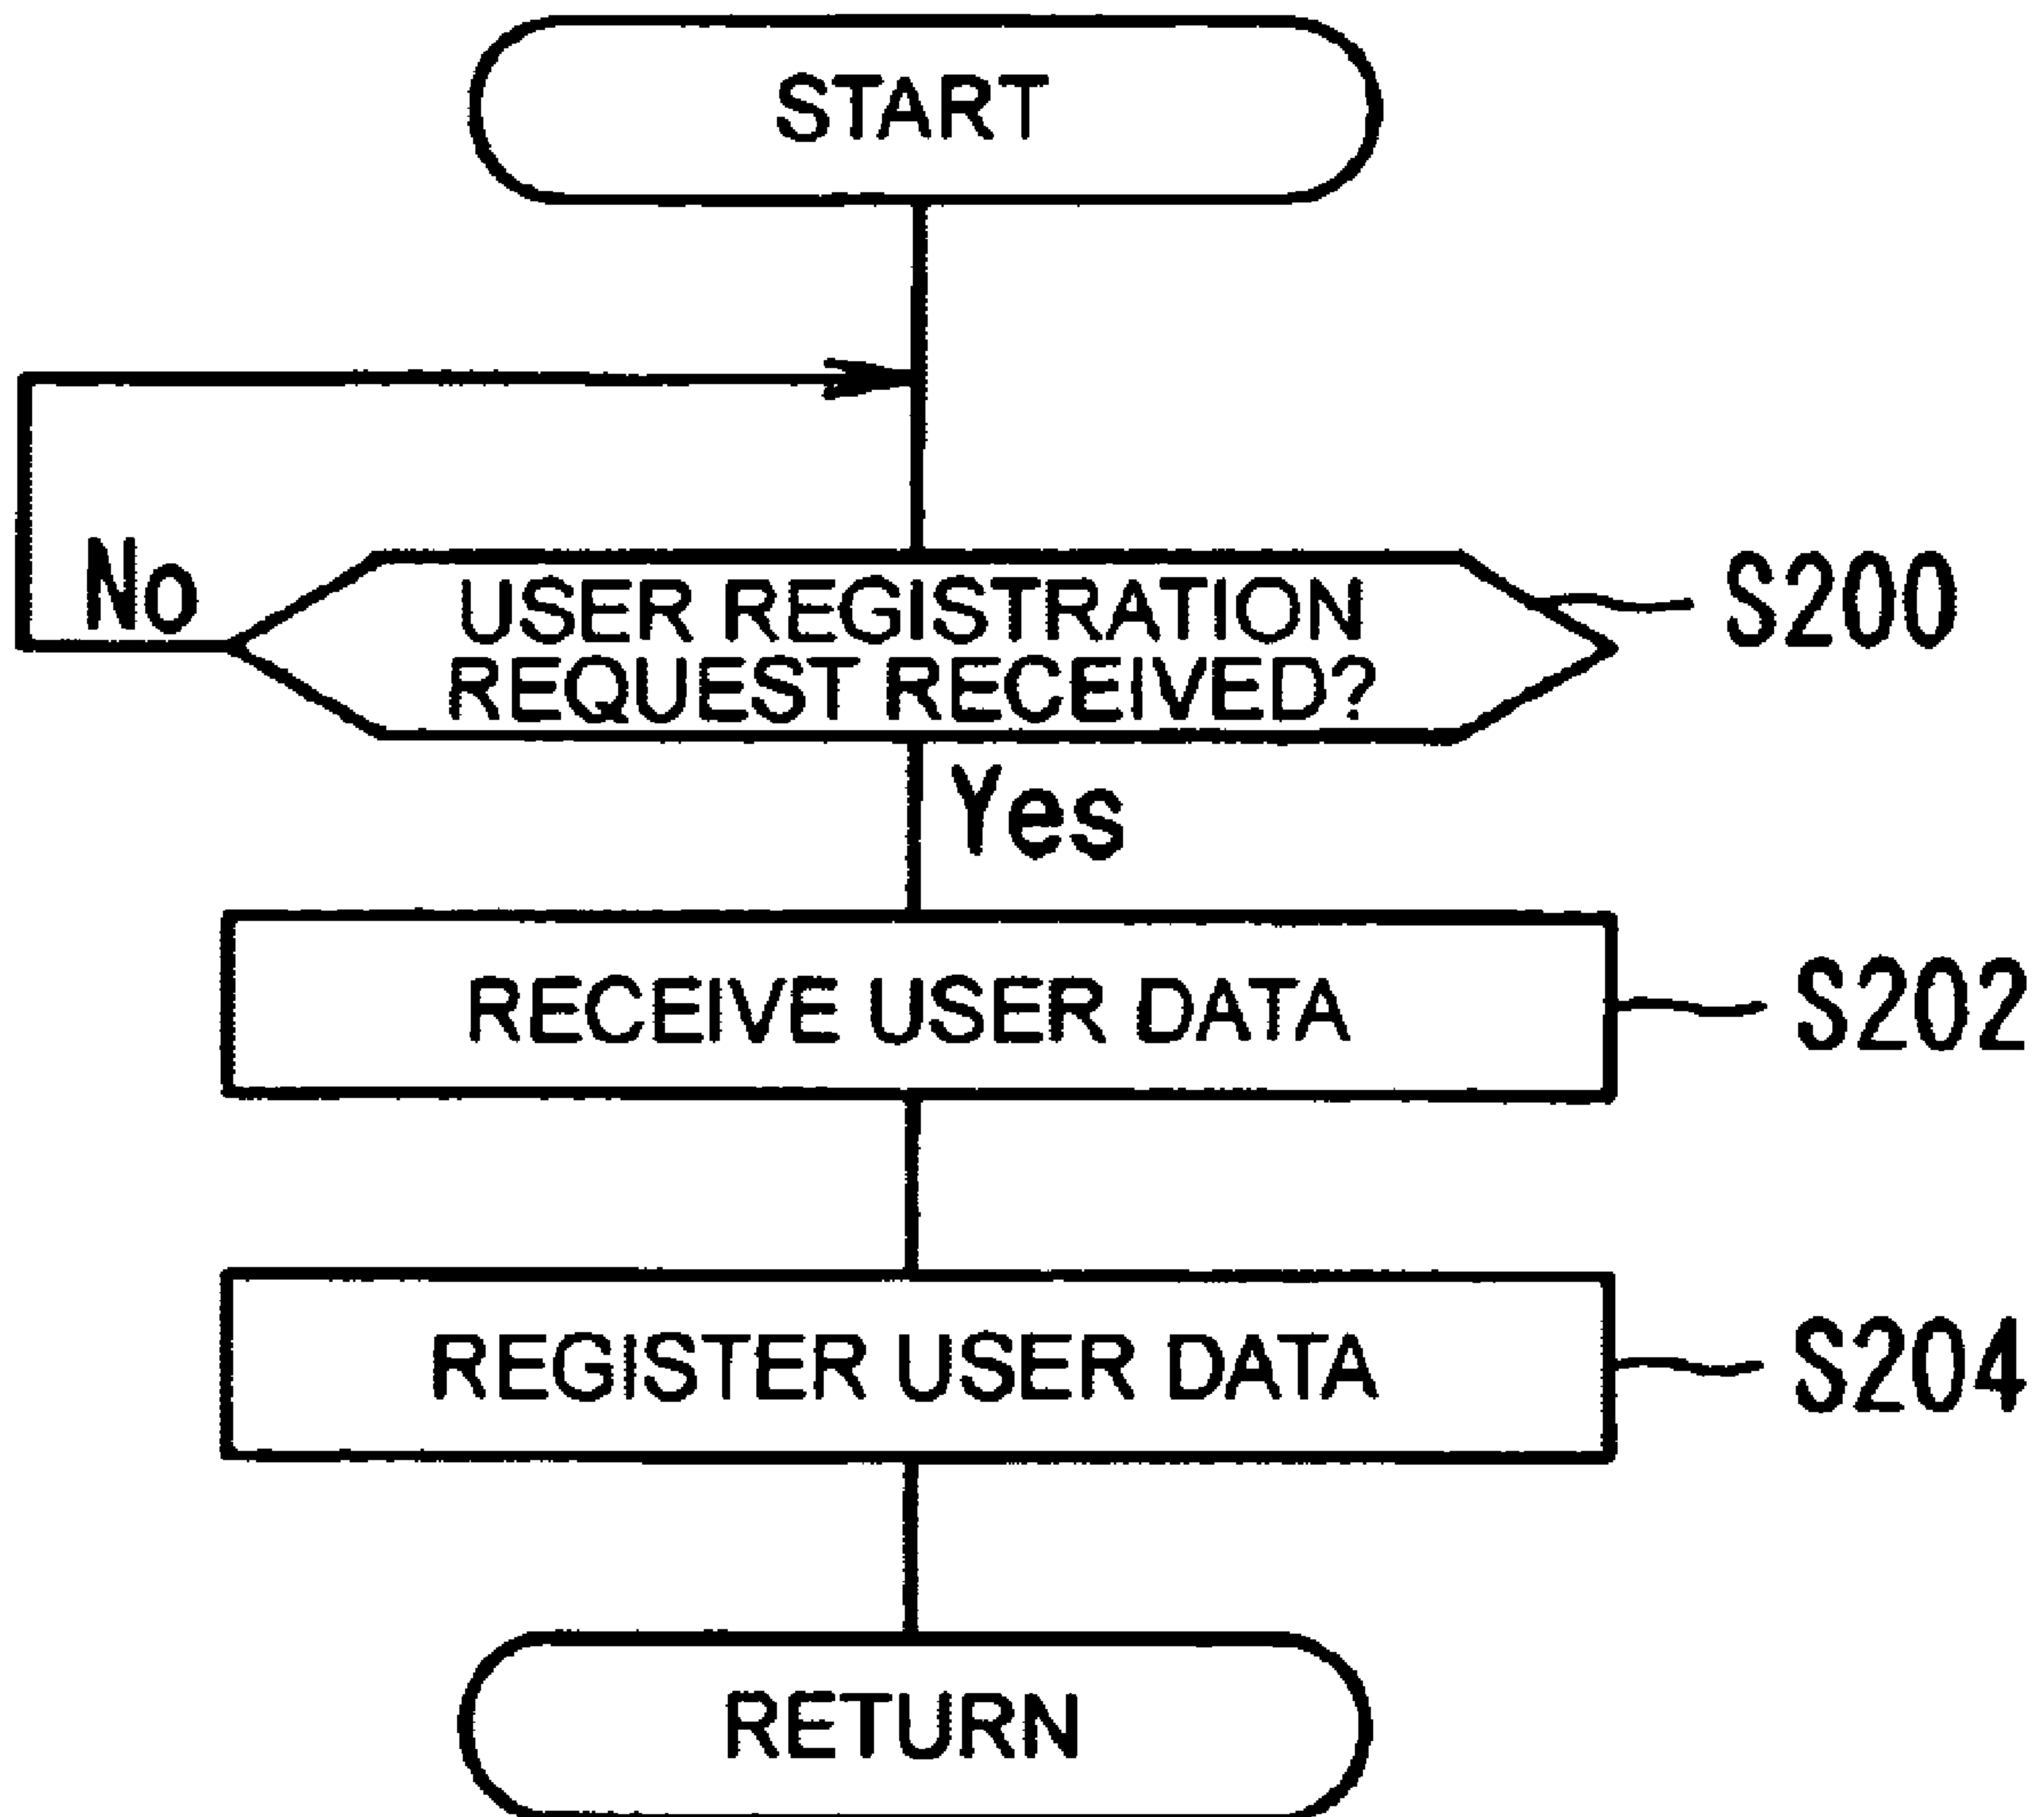 START
No
USER REGISTRATION
REQUEST RECEIVED?
S200
Yes
RECEIVE USER DATA
S202
REGISTER USER DATA
S204
RETURN